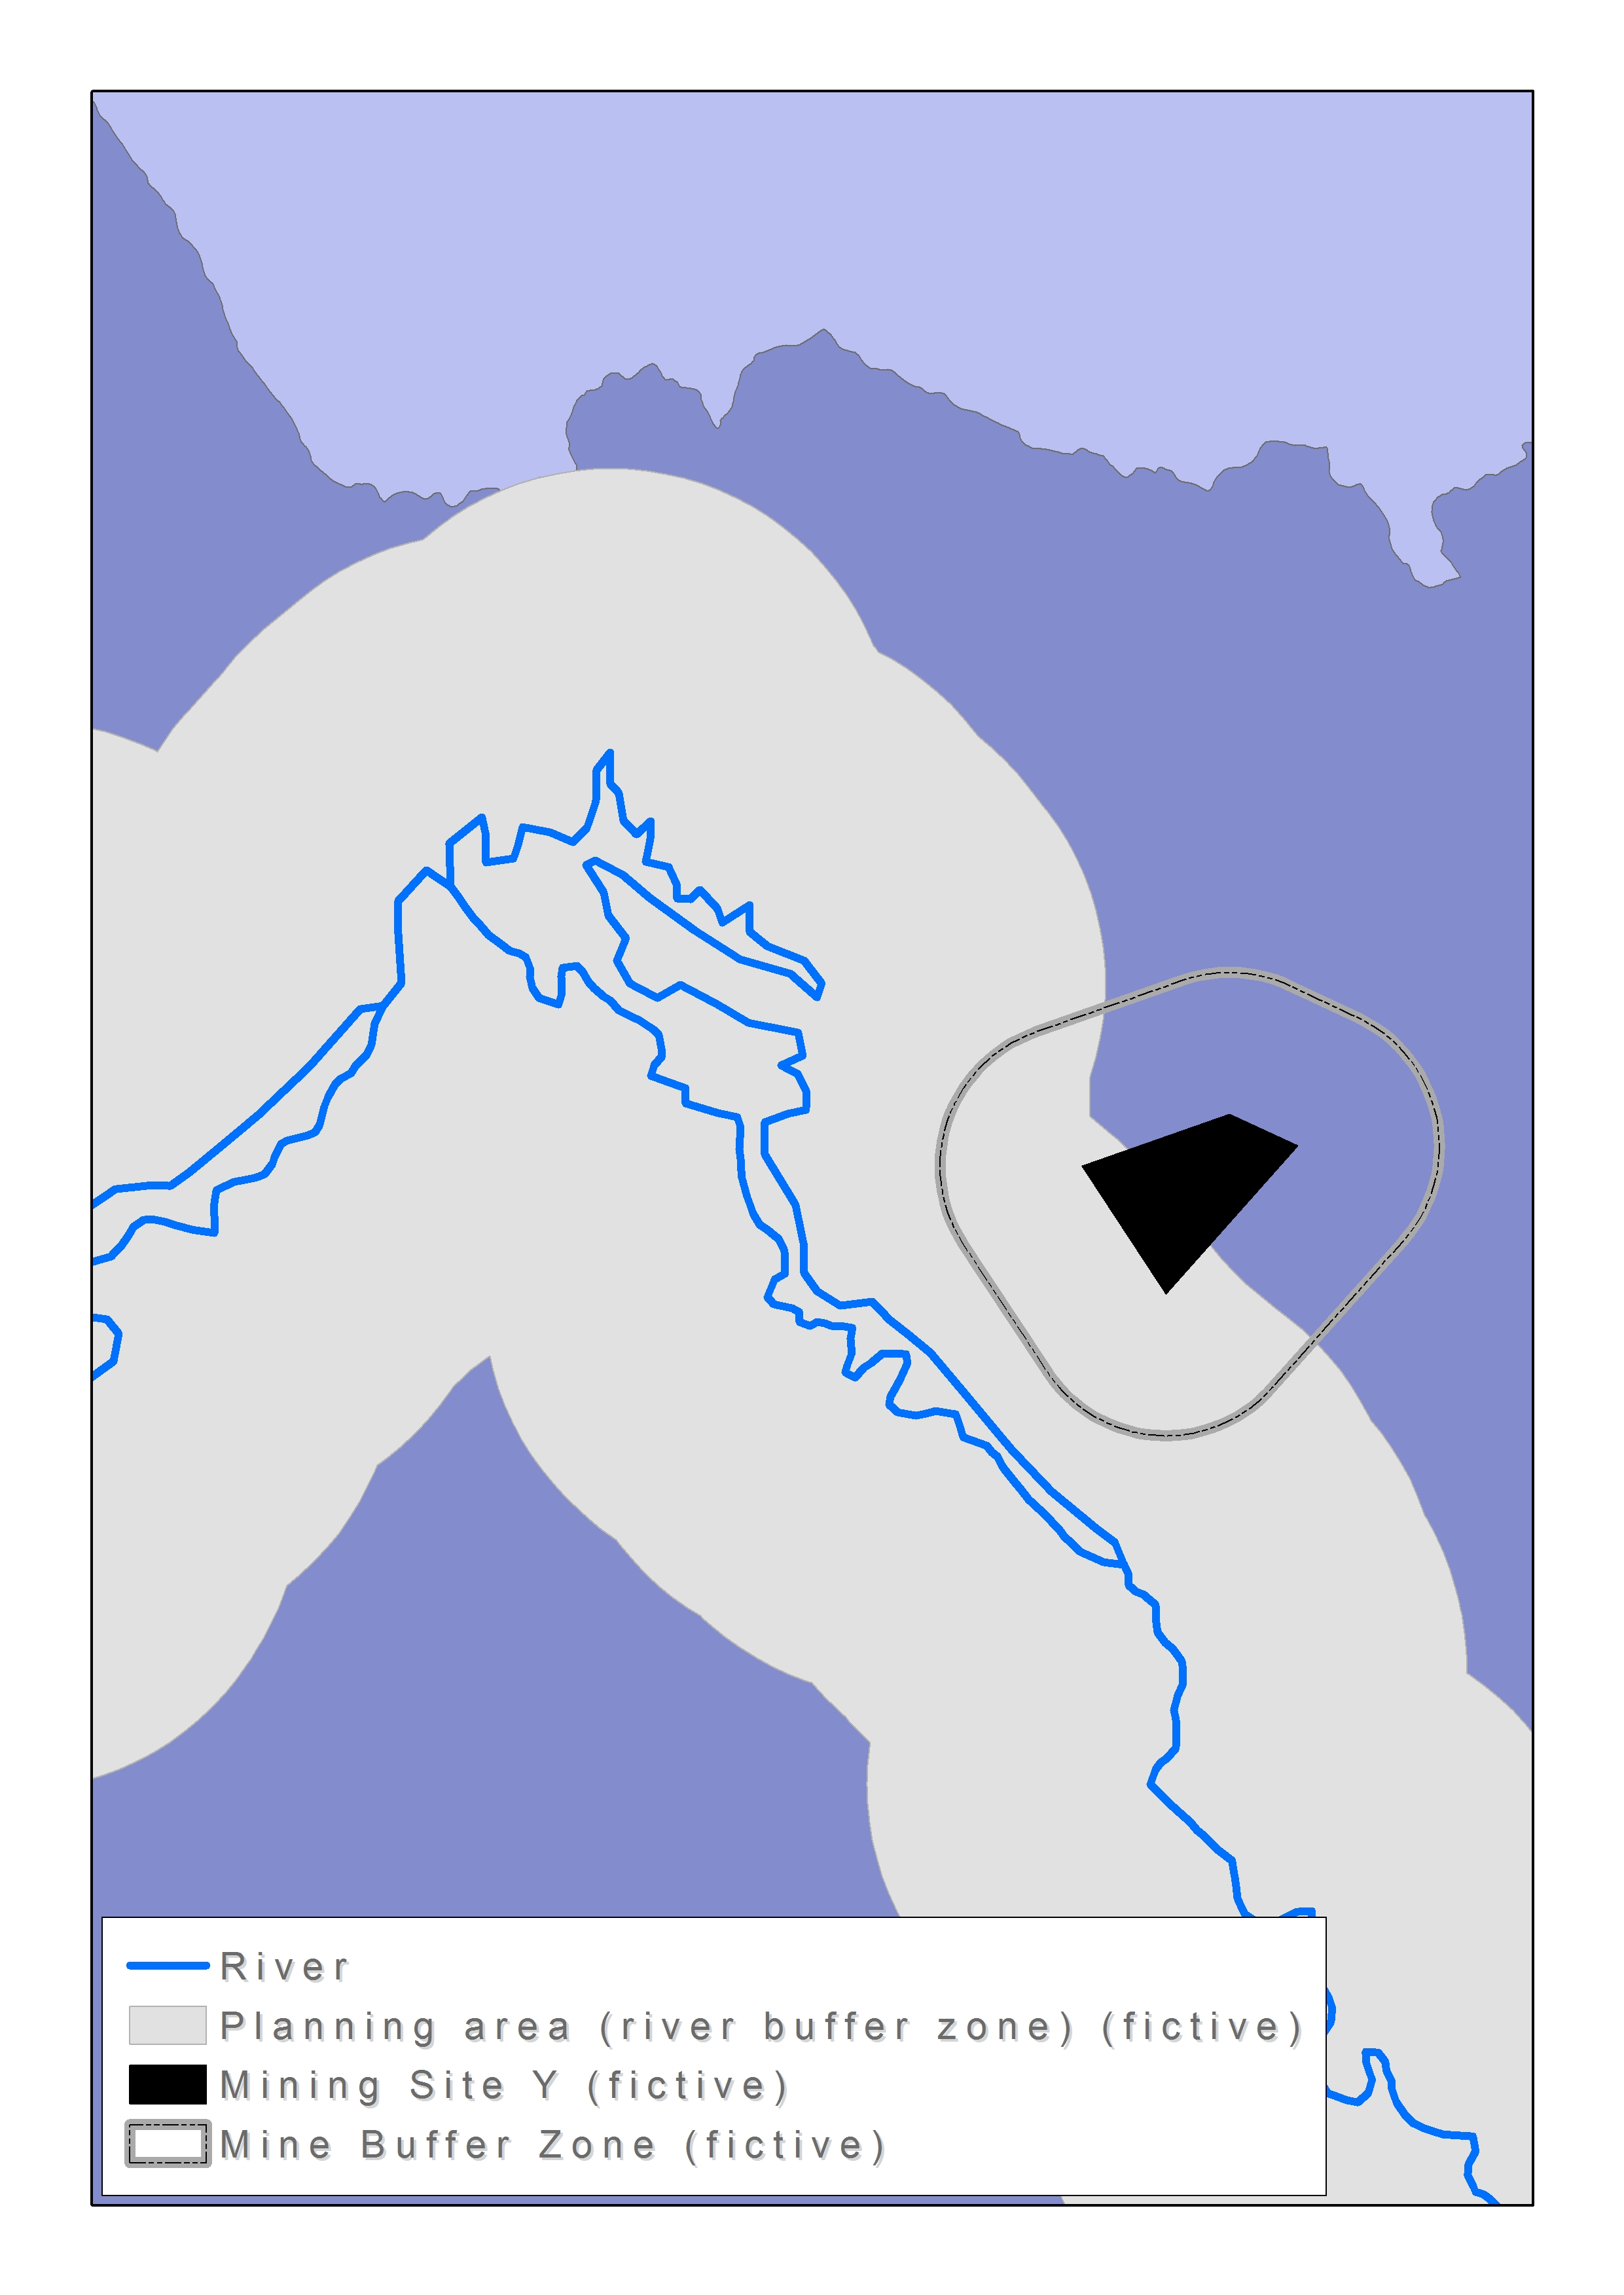 River
Planning area (river buffer zone) (fictive)
Mining Site Y (fictive)
Mine Buffer Zone (fictive)